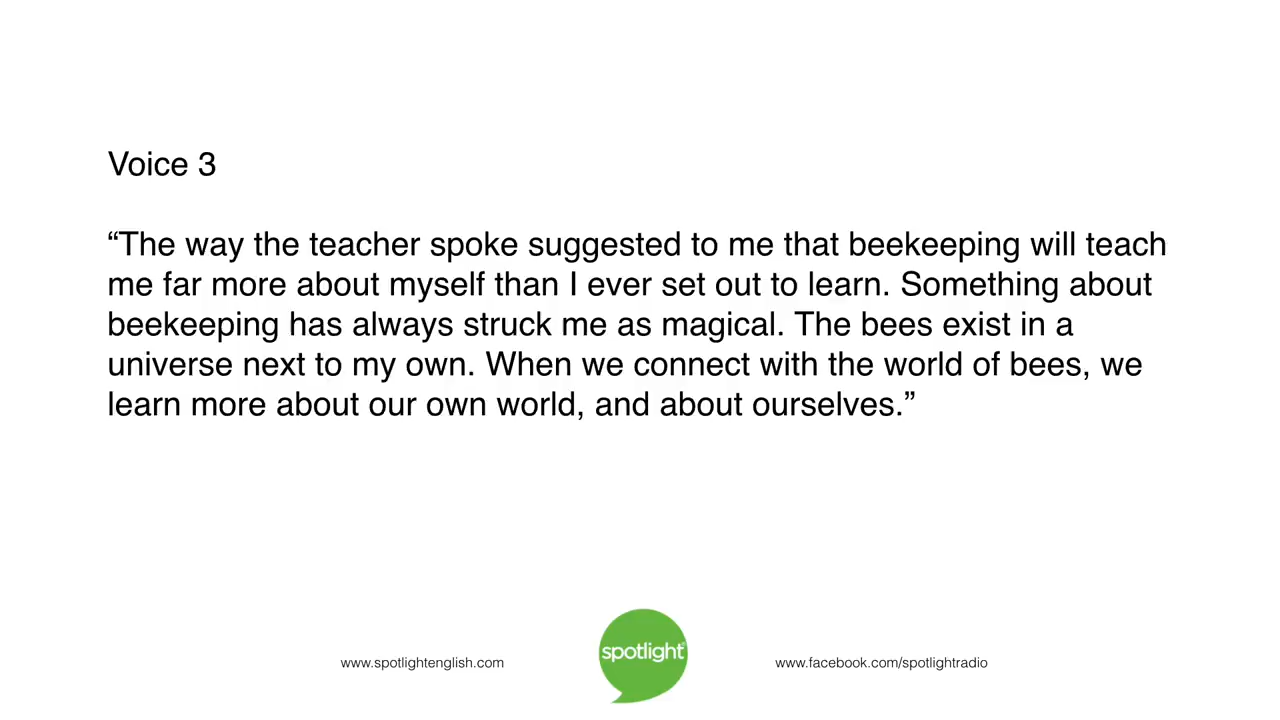 Voice 3
“The way the teacher spoke suggested to me that beekeeping will teach
me far more about myself than I ever set out to learn. Something about
beekeeping has always struck me as magical. The bees exist in a
universe next to my own. When we connect with the world of bees, we
learn more about our own world, and about ourselves.”
www.spotlightenglish.com
spotlight
www.facebook.com/spotlightradio